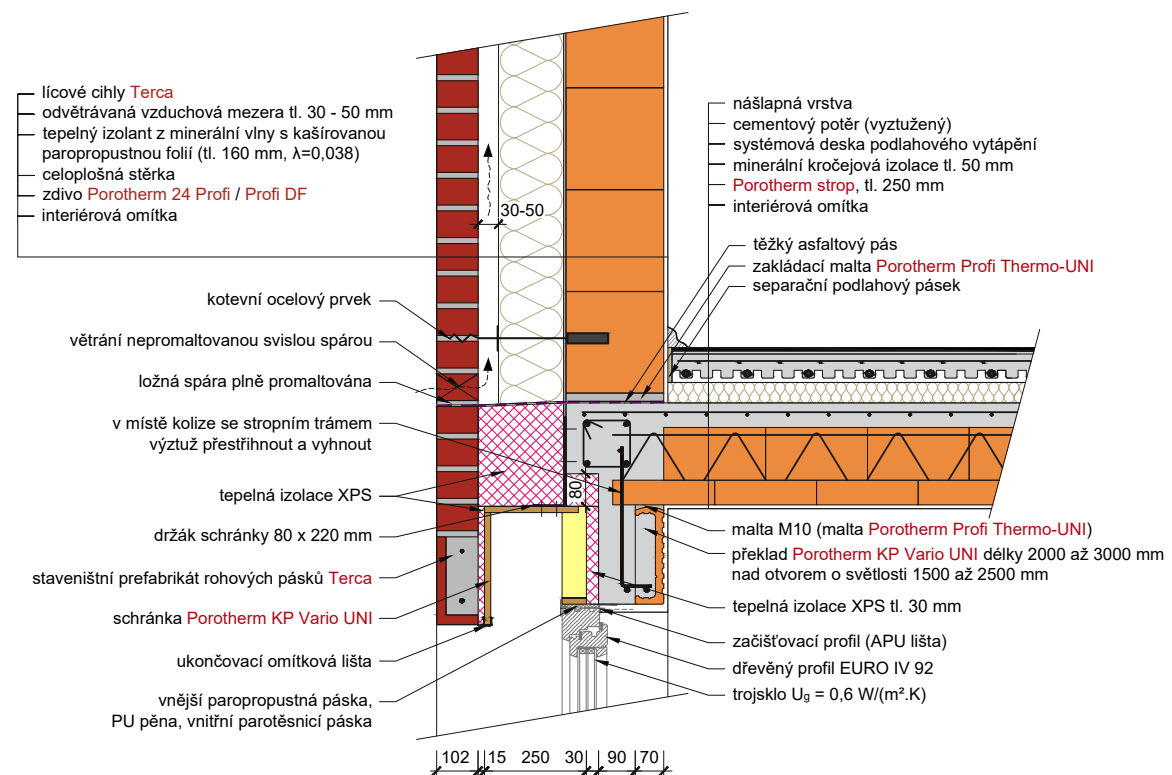 lícové cihly Terca
odvětrávaná vzduchová mezera tl. 30 - 50 mm
tepelný izolant z minerální vlny s kašírovanou
paropropustnou folií (tl. 160 mm, λ=0,038)
celoplošná stěrka
zdivo Porotherm 24 Profi / Profi DF
interiérová omítka
kotevní ocelový prvek
větrání nepromaltovanou svislou spárou
ložná spára plně promaltována
v místě kolize se stropním trámem
výztuž přestřihnout a vyhnout
tepelná izolace XPS
držák schránky 80 x 220 mm
staveništní prefabrikát rohových pásků Terca
schránka Porotherm KP Vario UNI
ukončovací omítková lišta
vnější paropropustná páska,
PU pěna, vnitřní parotěsnicí páska
30-50
80
nášlapná vrstva
cementový potěr (vyztužený)
systémová deska podlahového vytápění
minerální kročejová izolace tl. 50 mm
Porotherm strop, tl. 250 mm
interiérová omítka
těžký asfaltový pás
zakládací malta Porotherm Profi Thermo-UNI
separační podlahový pásek
malta M10 (malta Porotherm Profi Thermo-UNI)
překlad Porotherm KP Vario UNI délky 2000 až 3000 mm
nad otvorem o světlosti 1500 až 2500 mm
tepelná izolace XPS tl. 30 mm
začišťovací profil (APU lišta)
dřevěný profil EURO IV 92
trojsklo Ug = 0,6 W/(m².K)
102 15 250 30 90 70